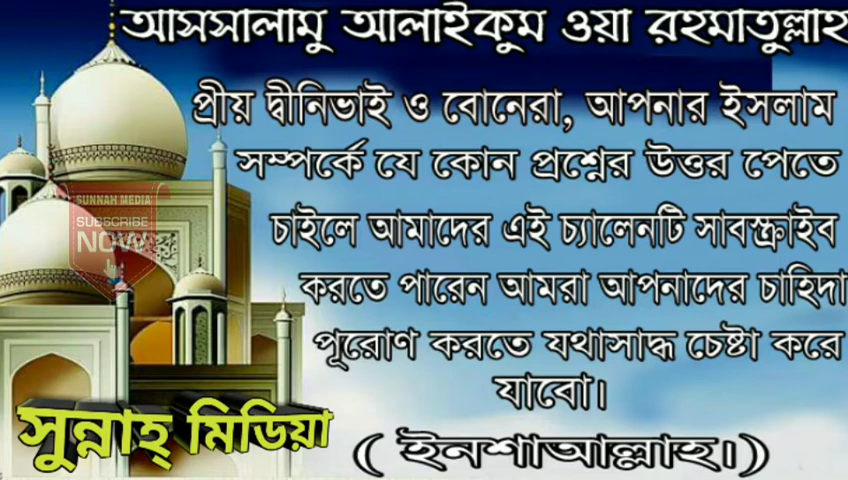 আসসালামু আলাইকুম ওয়া রহমাতুল্লাহ
প্রীয় দ্বীনিভাই ও বোনেরা, আপনার ইসলাম
সম্পর্কে যে কোন প্রশ্নের উত্তর পেতে
চাইলে আমাদের এই চ্যালেনটি সাবস্ক্রাইব
করতে পারেন আমরা আপনাদের চাহিদা
পূরোণ করতে যথাসাদ্ধ চেষ্টা করে
যাবো।
( ইনশাআল্লাহ।)
SUNNAH MEDIA
SUBSCRIBE
NOW
সুন্নাহ্ মিডিয়া